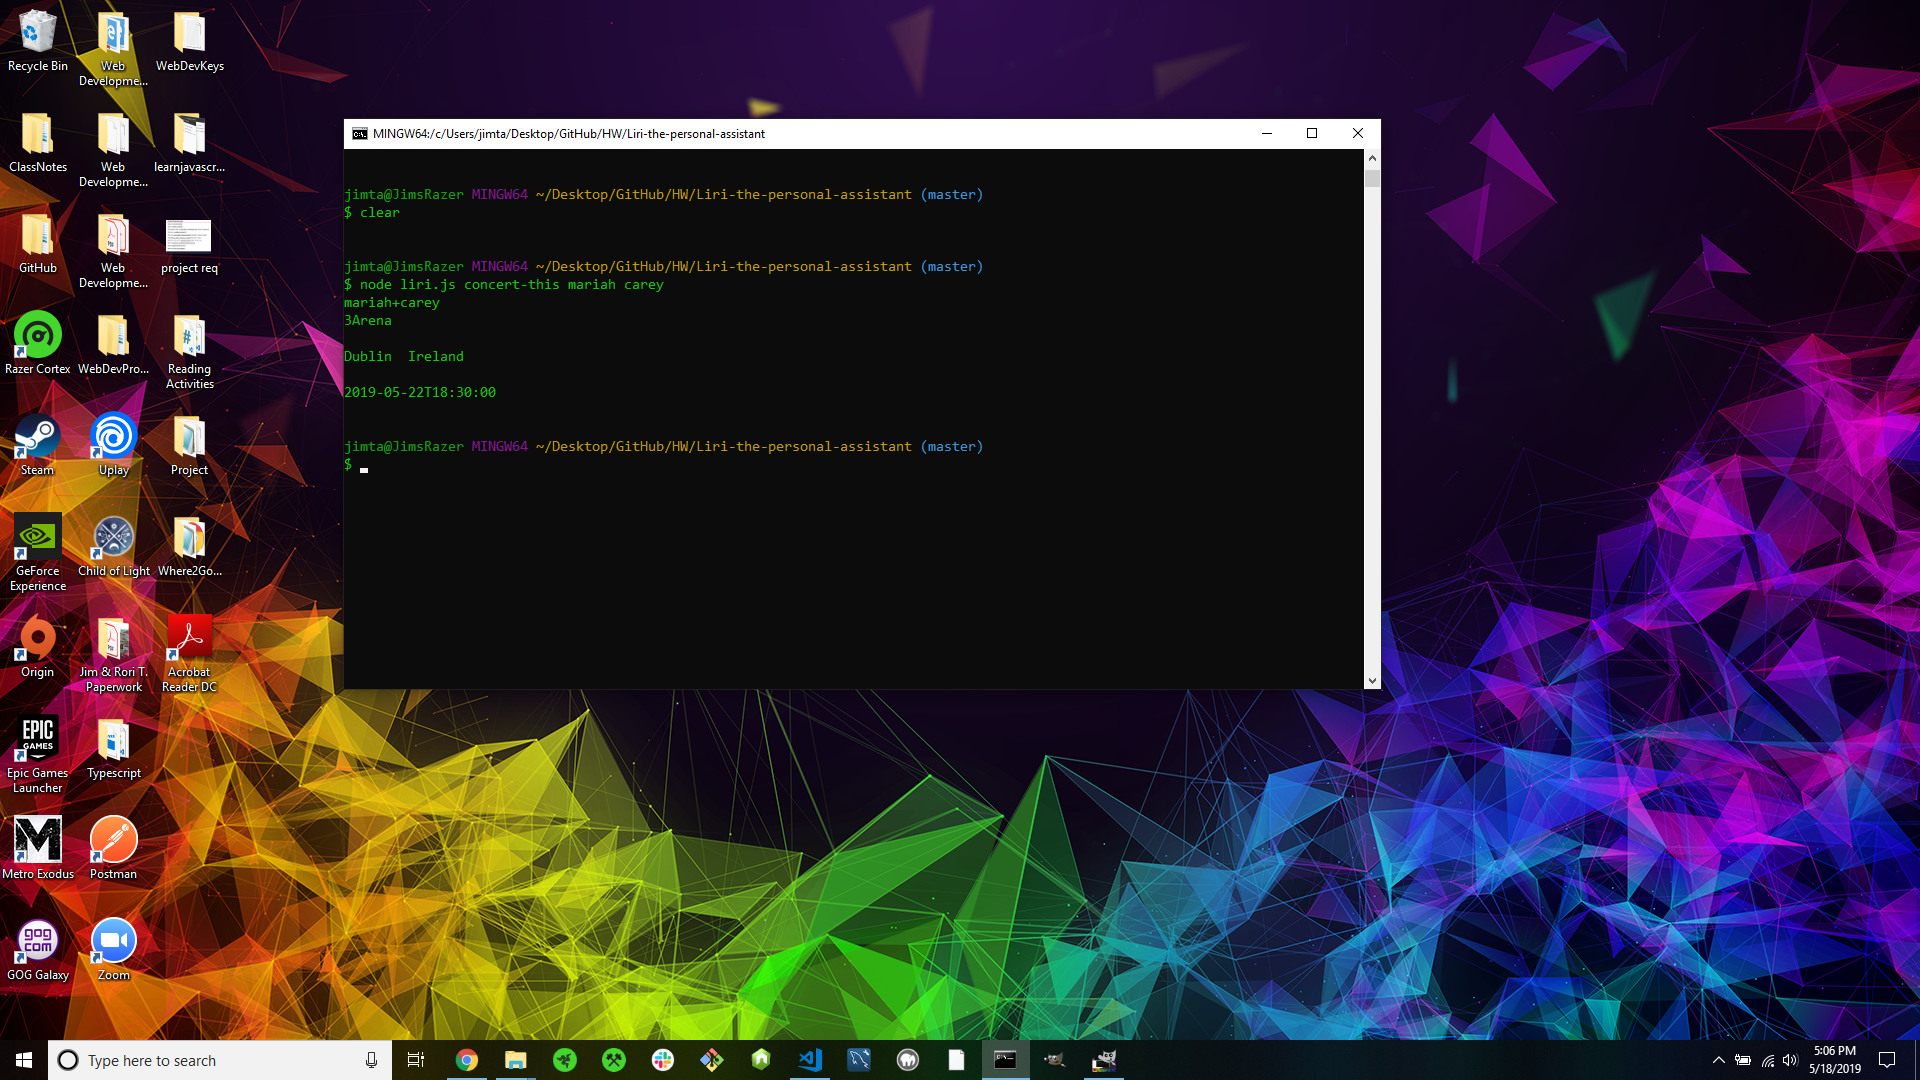 Recycle Bin
Web
Developme...
WebDevKeys
ClassNotes
Web
Developme...
learnjavascr...
GitHub
Web
Developme...
project req
Razer Cortex
WebDevPro...
Reading
Activities
Steam
Uplay
Project
GeForce
Experience
Child of Light
Where2Go...
Origin
Jim & Rori T.
Paperwork
Acrobat
Reader DC
EPIC
GAMES
Epic Games
Launcher
Typescript
Metro Exodus
Postman
GOG
COM
GOG Galaxy
Zoom
MINGW64:/c/Users/jimta/Desktop/GitHub/HW/Liri-the-personal-assistant
jimta@JimsRazer MINGW64 ~/Desktop/GitHub/HW/Liri-the-personal-assistant (master)
$ clear
jimta@JimsRazer MINGW64 ~/Desktop/GitHub/HW/Liri-the-personal-assistant (master)
$ node liri.js concert-this mariah carey
mariah+carey
3Arena
Dublin  Ireland
2019-05-22T18:30:00
jimta@JimsRazer MINGW64 ~/Desktop/GitHub/HW/Liri-the-personal-assistant (master)
$
Type here to search
5:06 PM
5/18/2019